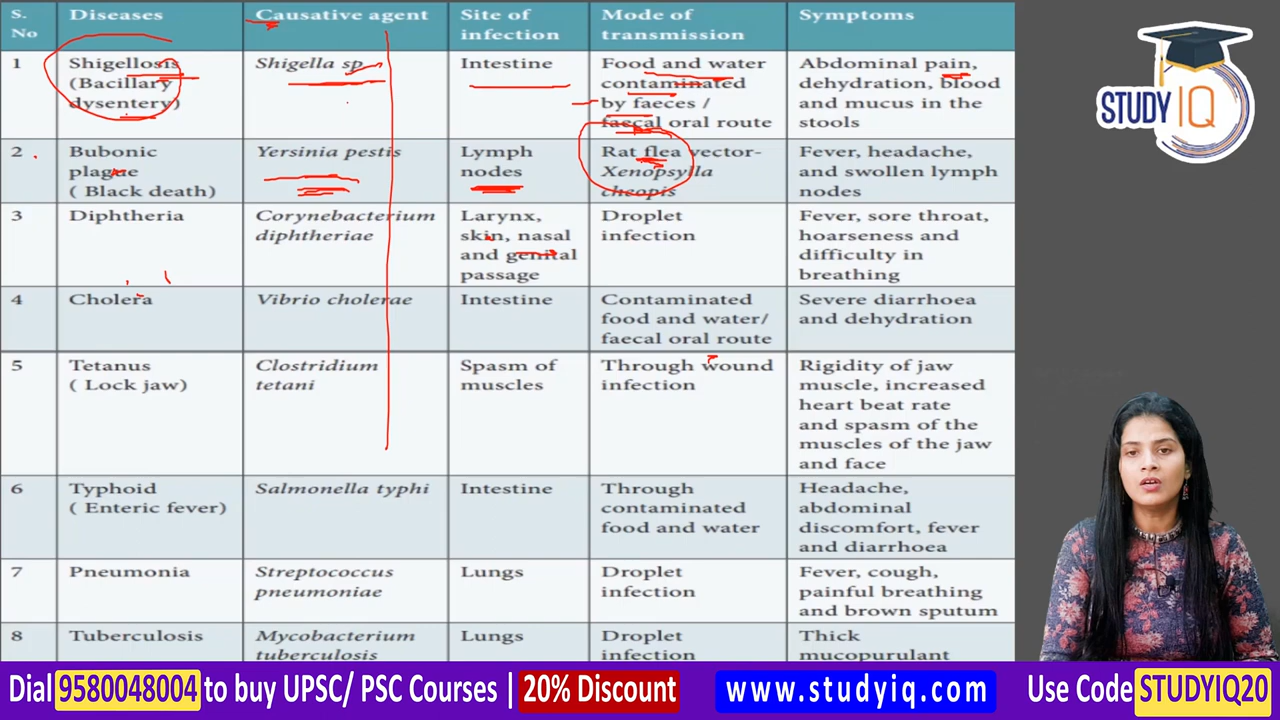 S. No
Diseases
Causative agent
Site of
infection
Mode of
transmission
Symptoms
1
Shigellosis
(Bacillary
dysentery)
Shigella sp
Intestine
Food and water
contaminated
by faeces /
faecal oral route
Abdominal pain,
dehydration, blood
and mucus in the
stools
2
Bubonic
plague
( Black death)
Yersinia pestis
Lymph
nodes
Rat flea vector-
Xenopsylla
cheopis
Fever, headache,
and swollen lymph
nodes
3
Diphtheria
Corynebacterium
diphtheriae
Larynx,
skin, nasal
and genital
passage
Droplet
infection
Fever, sore throat,
hoarseness and
difficulty in
breathing
4
Cholera
Vibrio cholerae
Intestine
Contaminated
food and water/
faecal oral route
Severe diarrhoea
and dehydration
5
Tetanus
( Lock jaw)
Clostridium
tetani
Spasm of
muscles
Through wound
infection
Rigidity of jaw
muscle, increased
heart beat rate
and spasm of the
muscles of the jaw
and face
6
Typhoid
( Enteric fever)
Salmonella typhi
Intestine
Through
contaminated
food and water
Headache,
abdominal
discomfort, fever
and diarrhoea
7
Pneumonia
Streptococcus
pneumoniae
Lungs
Droplet
infection
Fever, cough,
painful breathing
and brown sputum
8
Tuberculosis
Mycobacterium
tuberculosis
Lungs
Droplet
infection
Thick
mucopurulant
STUDY IQ
Dial 9580048004 to buy UPSC/ PSC Courses | 20% Discount www.studyiq.com Use Code STUDYIQ20